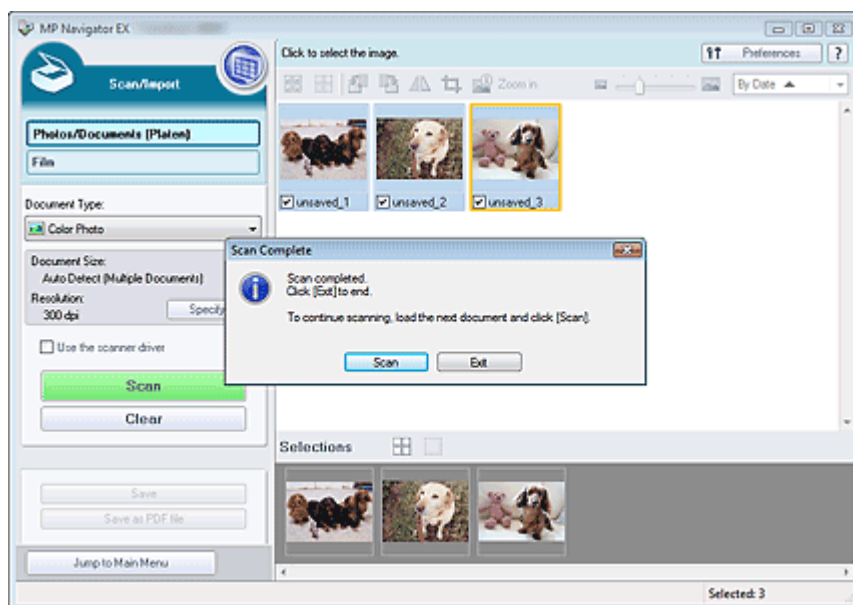 MP Navigator EX
Click to select the image.
Preferences
?
Scan/Import
Zoom in
By Date
Photos/Documents (Platen)
Film
unsaved_1
unsaved_2
unsaved_3
Document Type:
Color Photo
Document Size:
Auto Detect (Multiple Documents)
Resolution:
300 dpi
Specify
Use the scanner driver
Scan
Clear
Scan Complete
Scan completed.
Click [Exit] to end.
To continue scanning, load the next document and click [Scan].
Scan
Exit
Selections
Save
Save as PDF file
Jump to Main Menu
Selected: 3